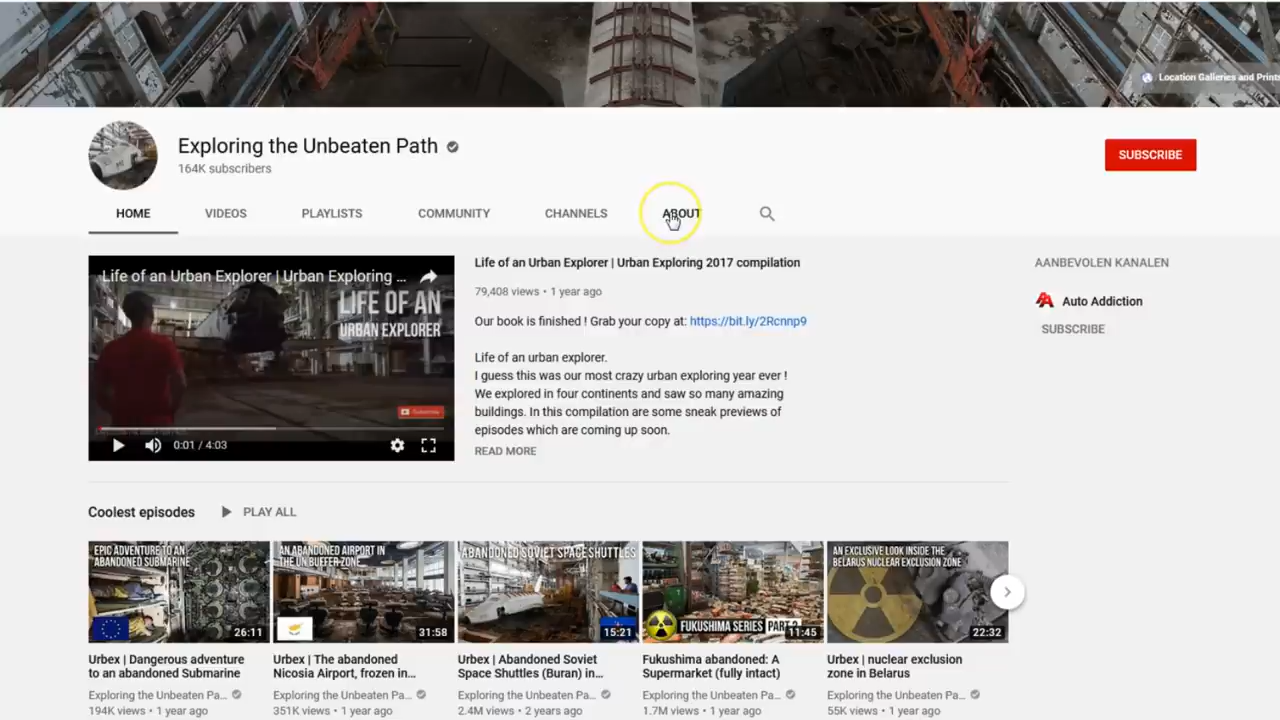 Location Galleries and Prints
Exploring the Unbeaten Path
164K subscribers
SUBSCRIBE
HOME
VIDEOS
PLAYLISTS
COMMUNITY
CHANNELS
ABOUT
Life of an Urban Explorer | Urban Exploring ...
LIFE OF AN
URBAN EXPLORER
Subscribe
0:01 / 4:03
Life of an Urban Explorer | Urban Exploring 2017 compilation
79,408 views • 1 year ago
Our book is finished ! Grab your copy at: https://bit.ly/2Rcnnp9
Life of an urban explorer.
I guess this was our most crazy urban exploring year ever !
We explored in four continents and saw so many amazing
buildings. In this compilation are some sneak previews of
episodes which are coming up soon.
READ MORE
AANBEVOLEN KANALEN
Auto Addiction
SUBSCRIBE
Coolest episodes
PLAY ALL
EPIC ADVENTURE TO AN
ABANDONED SUBMARINE
26:11
Urbex | Dangerous adventure
to an abandoned Submarine
Exploring the Unbeaten Pa...
194K views • 1 year ago
AN ABANDONED AIRPORT IN
THE UN BUFFER ZONE
31:58
Urbex | The abandoned
Nicosia Airport, frozen in...
Exploring the Unbeaten Pa...
351K views • 1 year ago
ABANDONED SOVIET SPACE SHUTTLES
15:21
Urbex | Abandoned Soviet
Space Shuttles (Buran) in...
Exploring the Unbeaten Pa...
2.4M views • 2 years ago
FUKUSHIMA SERIES PART 2
11:45
Fukushima abandoned: A
Supermarket (fully intact)
Exploring the Unbeaten Pa...
1.7M views • 1 year ago
AN EXCLUSIVE LOOK INSIDE THE
BELARUS NUCLEAR EXCLUSION ZONE
22:32
Urbex | nuclear exclusion
zone in Belarus
Exploring the Unbeaten Pa...
55K views • 1 year ago